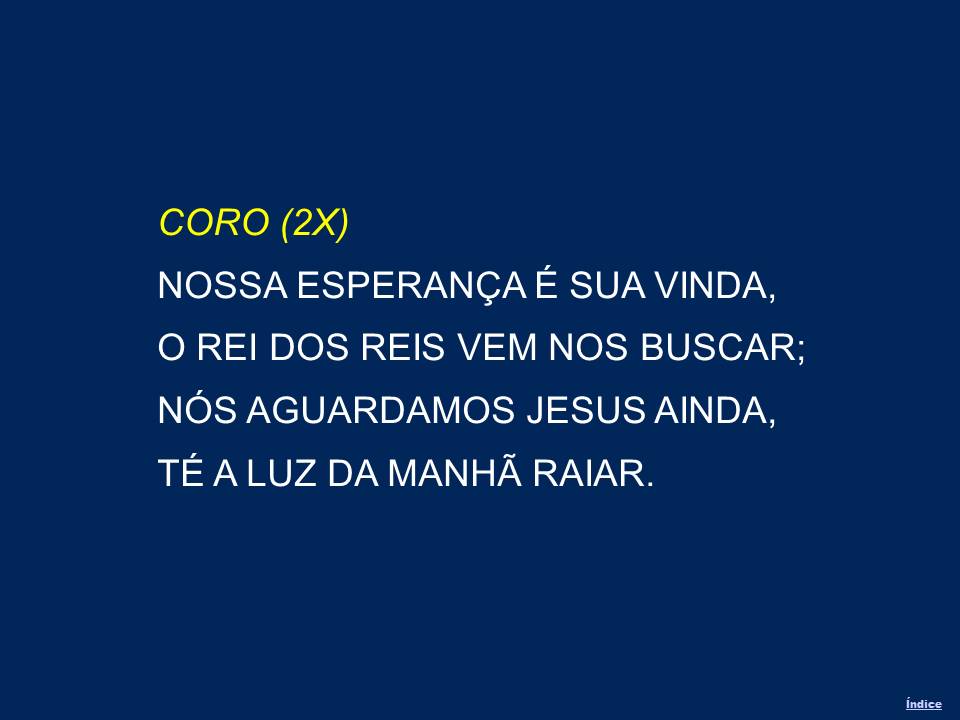 CORO (2X)
NOSSA ESPERANÇA É SUA VINDA,
O REI DOS REIS VEM NOS BUSCAR;
NÓS AGUARDAMOS JESUS AINDA,
TÉ A LUZ DA MANHÃ RAIAR.
Índice